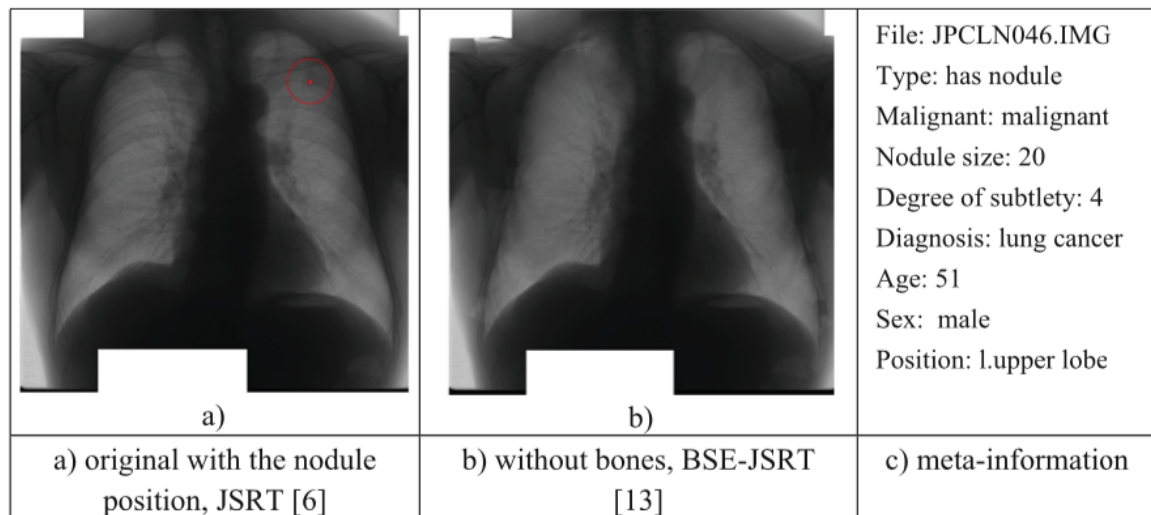 File: JPCLN046.IMG
Type: has nodule
Malignant: malignant
Nodule size: 20
Degree of subtlety: 4
Diagnosis: lung cancer
Age: 51
Sex: male
Position: l.upper lobe
a)
b)
a) original with the nodule
position, JSRT [6]
b) without bones, BSE-JSRT
[13]
c) meta-information